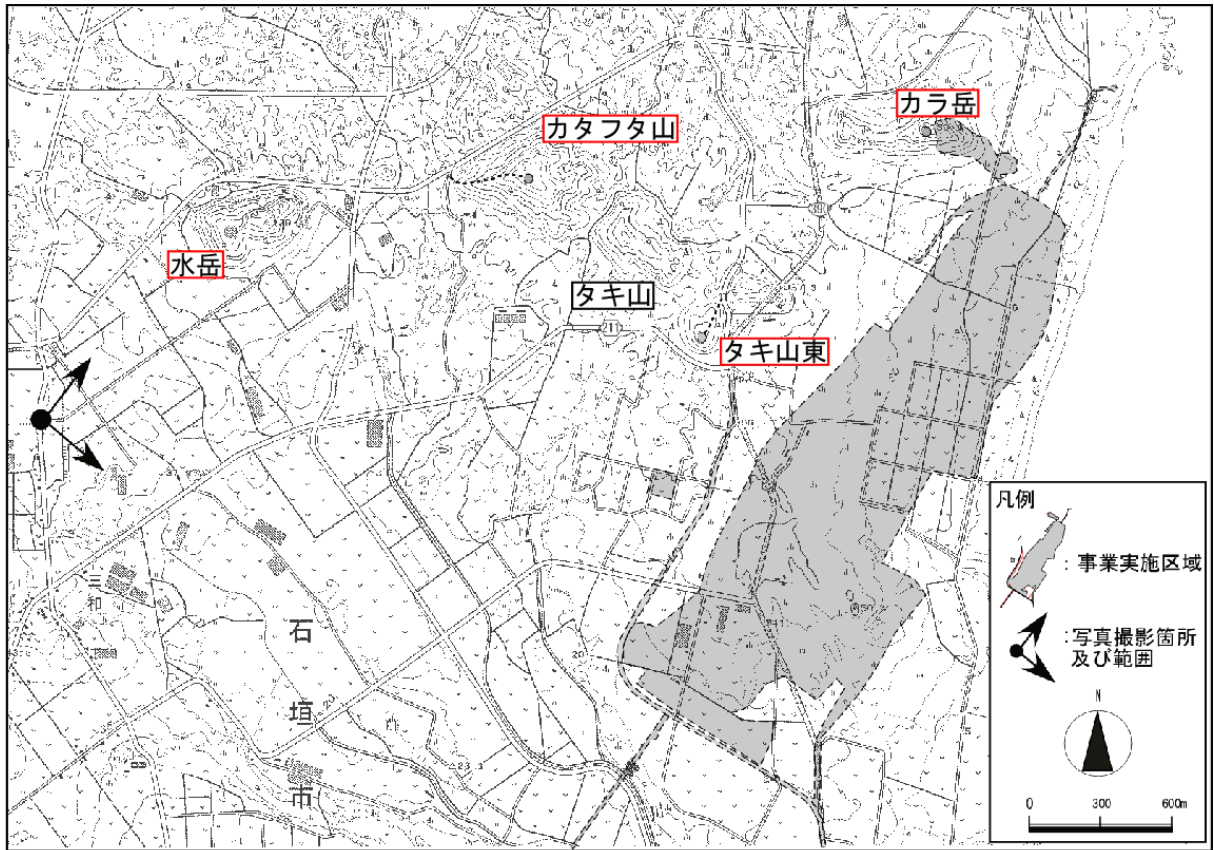 カラ岳
カタフタ山
390
水岳
タキ山
211
タキ山東
凡例
: 事業実施区域
:写真撮影箇所
及び範囲
N
0 300 600m
三和
石垣市